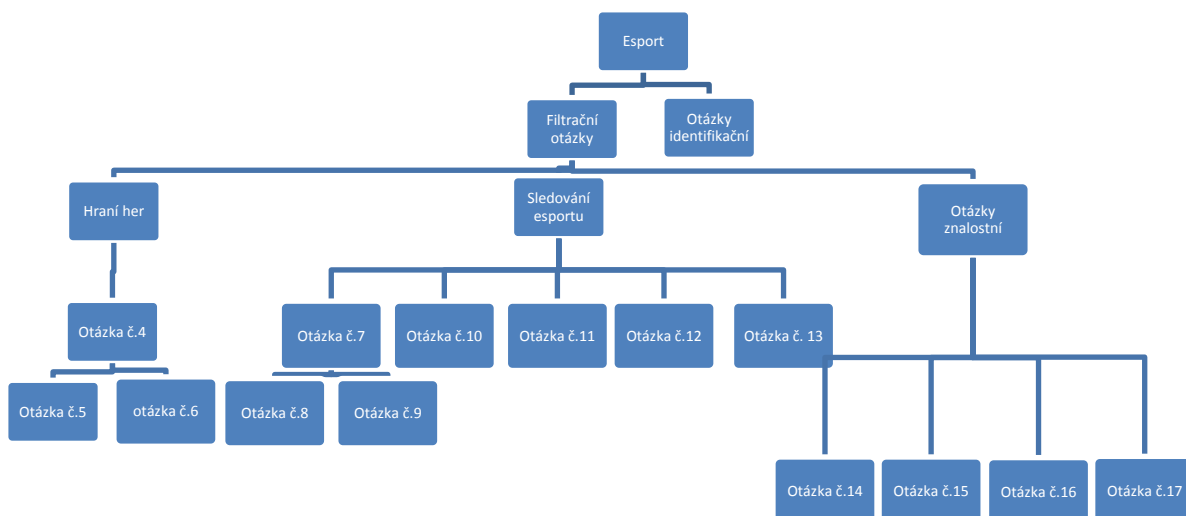 Esport
Filtrační
otázky
Otázky
identifikační
Hraní her
Sledování
esportu
Otázky
znalostní
Otázka č.4
Otázka č.7
Otázka č.10
Otázka č.11
Otázka č.12
Otázka č. 13
Otázka č.5
otázka č.6
Otázka č.8
Otázka č.9
Otázka č.14
Otázka č.15
Otázka č.16
Otázka č.17